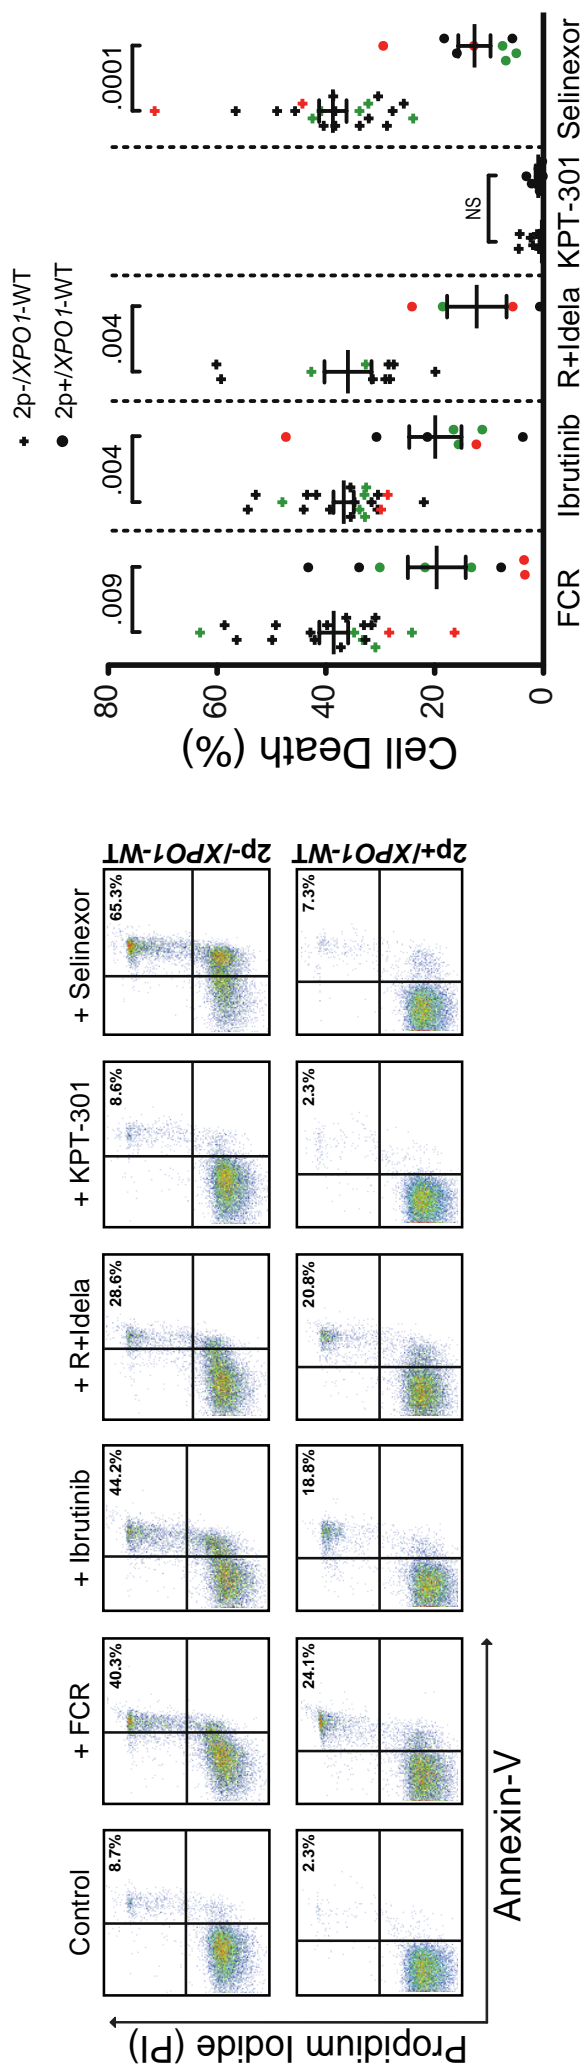 Control
+ FCR
+ Ibrutinib
+ R+Idela
+ KPT-301
+ Selinexor
8.7%
40.3%
44.2%
28.6%
8.6%
65.3%
2p-/XPO1-WT
2.3%
24.1%
18.8%
20.8%
2.3%
7.3%
2p+/XPO1-WT
Propidium Iodide (PI)
Annexin-V
2p-/XPO1-WT
2p+/XPO1-WT
.009
.004
.004
NS
.0001
Cell Death (%)
80
60
40
20
0
FCR
Ibrutinib
R+Idela
KPT-301
Selinexor